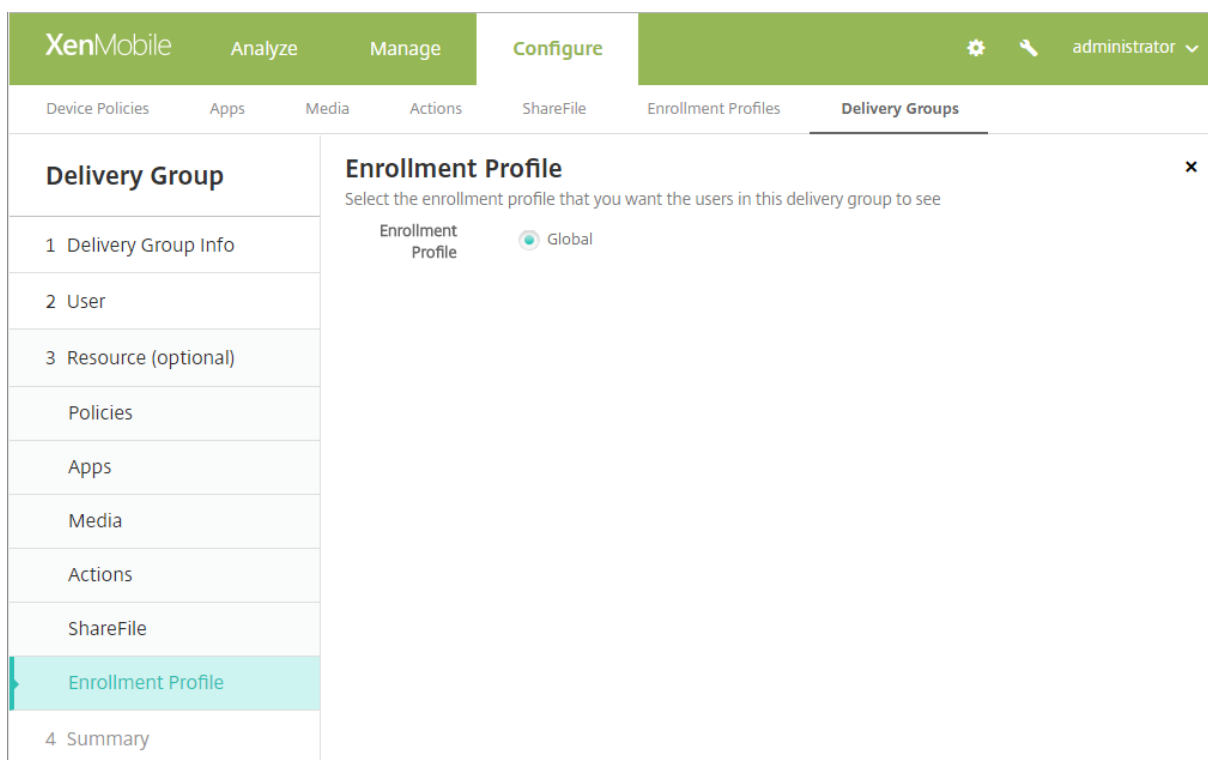 XenMobile Analyze Manage Configure administrator
Device Policies Apps Media Actions ShareFile Enrollment Profiles Delivery Groups
Delivery Group
1 Delivery Group Info
2 User
3 Resource (optional)
Policies
Apps
Media
Actions
ShareFile
Enrollment Profile
4 Summary
Enrollment Profile
Select the enrollment profile that you want the users in this delivery group to see
Enrollment
Profile
Global